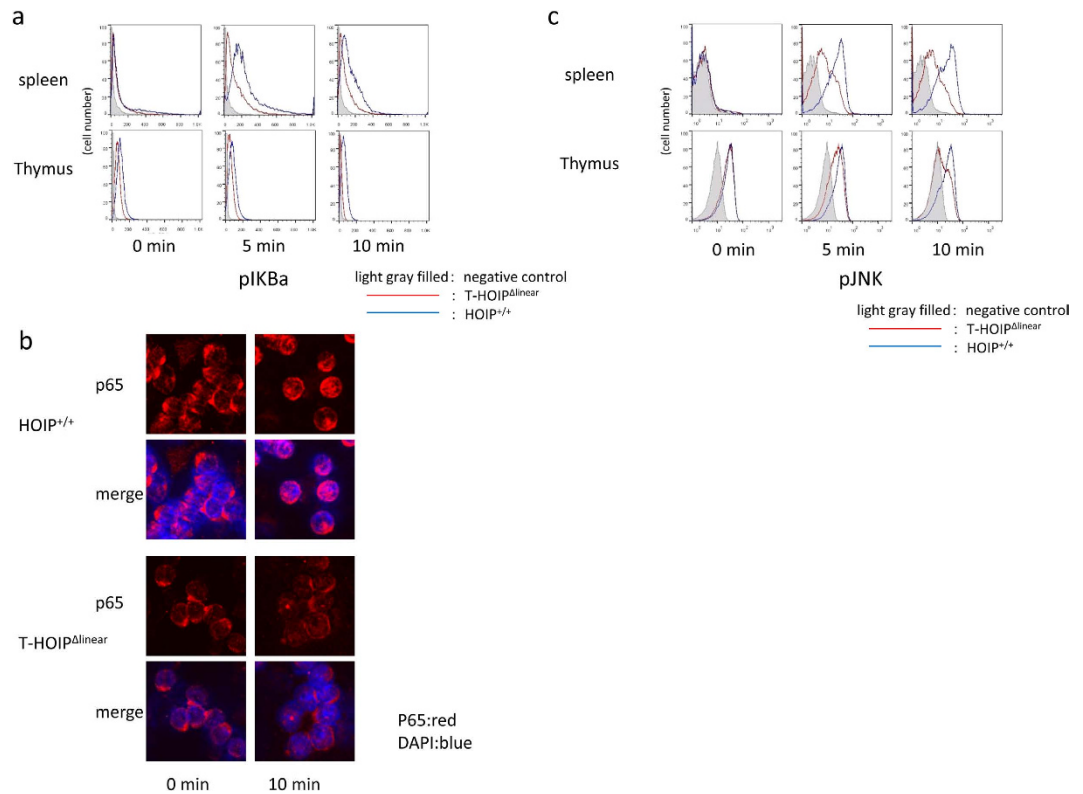 a
spleen
(cell number)
Thymus
0 min
5 min
10 min
pIKBa
light gray filled : negative control
: T-HOIPΔlinear
: HOIP+/+
b
p65
HOIP+/+
merge
p65
T-HOIPΔlinear
merge
P65:red
DAPI:blue
0 min
10 min
c
spleen
(cell number)
Thymus
0 min
5 min
10 min
pJNK
light gray filled : negative control
: T-HOIPΔlinear
: HOIP+/+